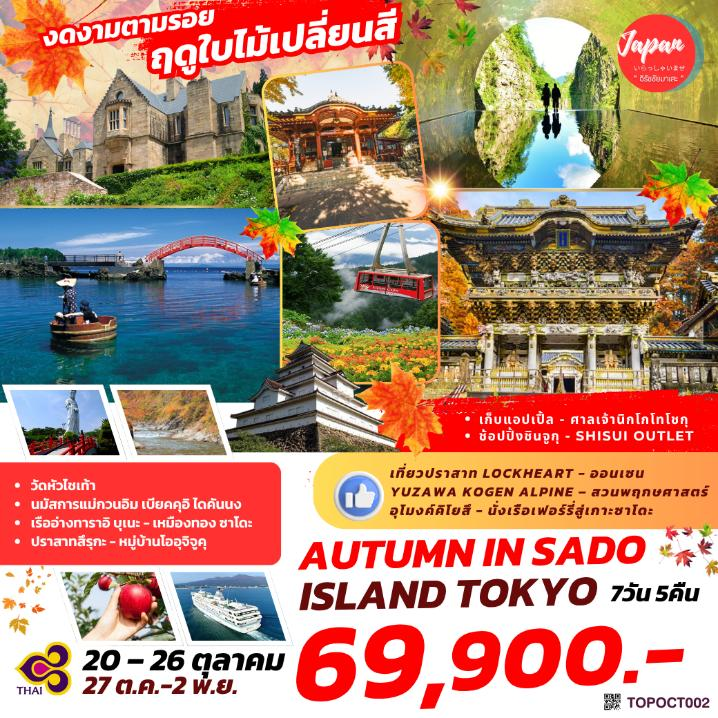 งดงามตามรอย
ฤดูใบไม้เปลี่ยนสี
Japan
いらっしゃいませ
" อิรัชชัยมาเสะ "
• เก็บแอปเปิ้ล - ศาลเจ้านิกโกโทโชกุ
• ช้อปปิ้งชินจูกุ - SHISUI OUTLET
• วัดหัวไชเท้า
• นมัสการแม่กวนอิม เบียคคุอิ ไดคันนง
• เรืออ่างทาราอิ บุเนะ - เหมืองทอง ซาโดะ
• ปราสาทสึรุกะ - หมู่บ้านโออุจิจูคุ
เที่ยวปราสาท LOCKHEART - ออนเซน
YUZAWA KOGEN ALPINE – สวนพฤกษศาสตร์
อุโมงค์คิโยสึ - นั่งเรือเฟอร์รี่สู่เกาะซาโดะ
AUTUMN IN SADO
ISLAND TOKYO 7วัน 5คืน
69,900.-
THAI
20 – 26 ตุลาคม
27 ต.ค.-2 พ.ย.
TOPOCT002